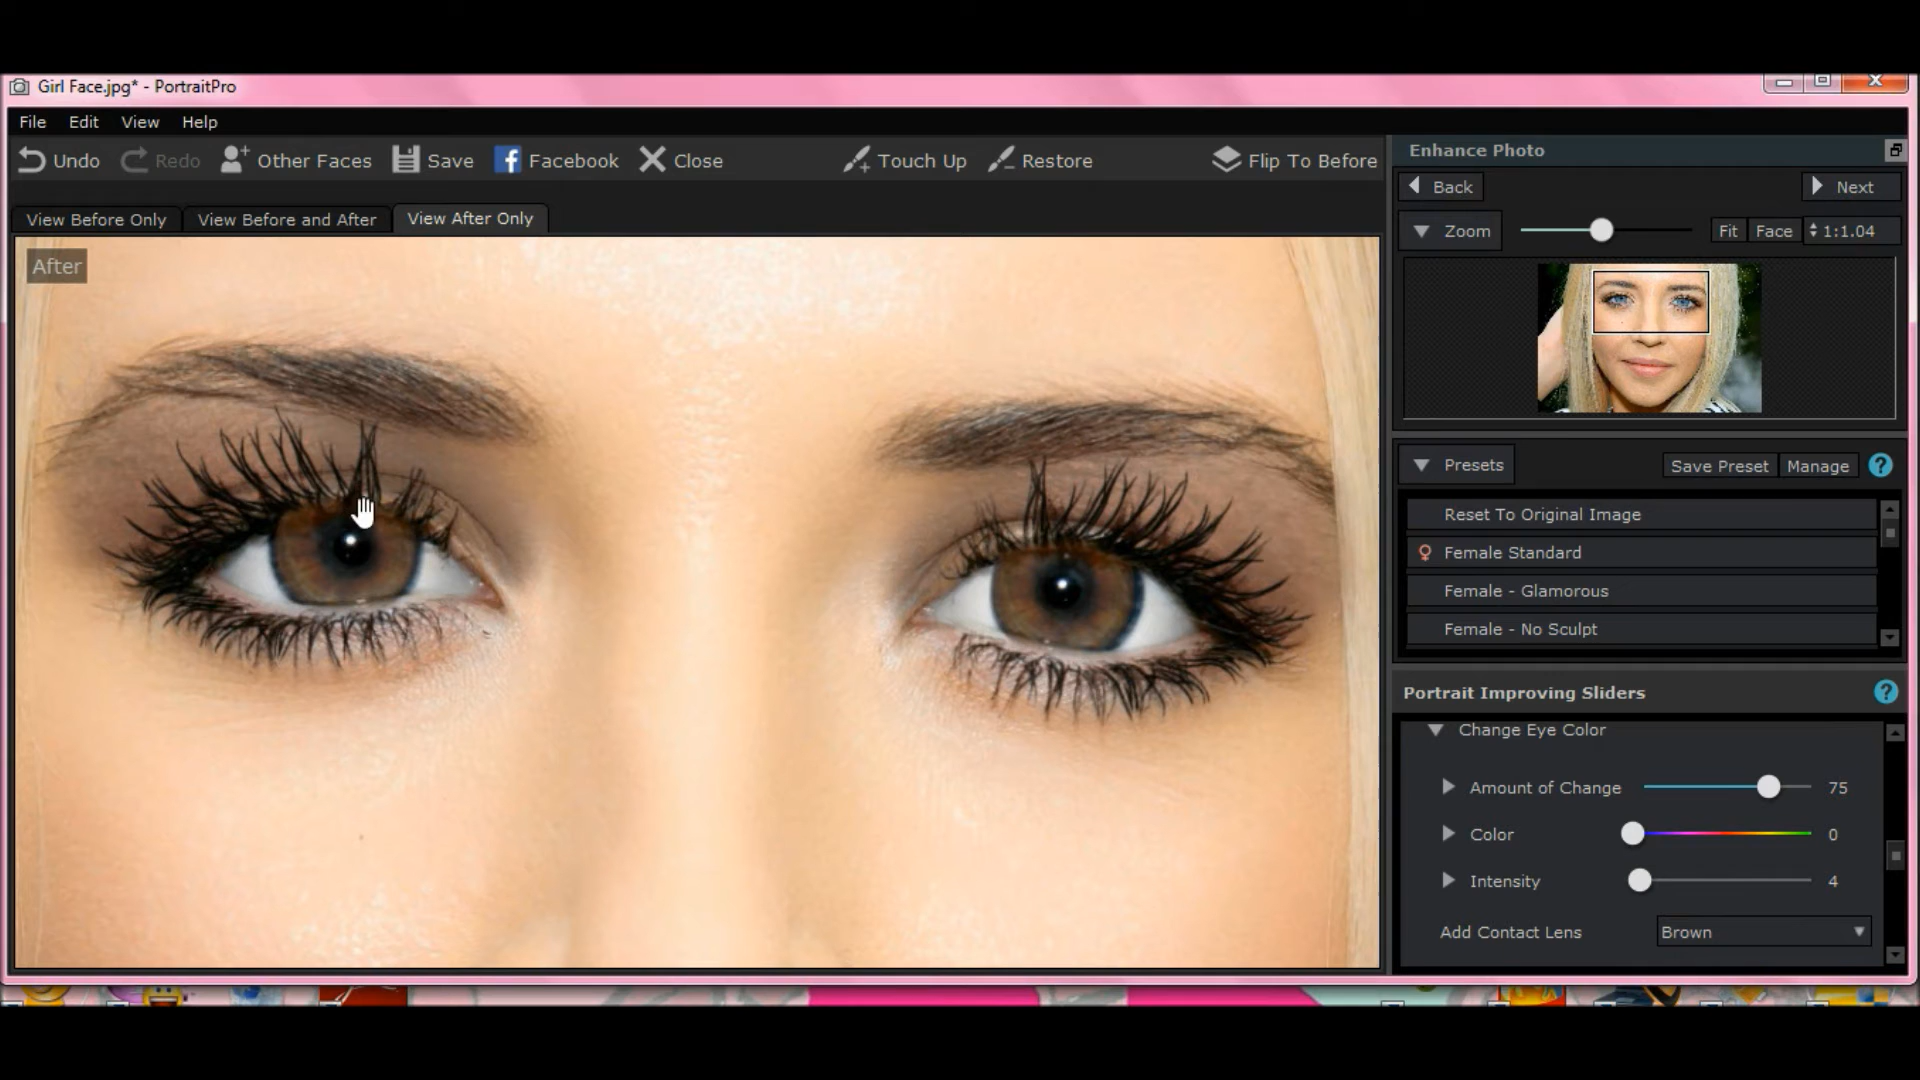 Girl Face.jpg* - PortraitPro
File Edit View Help
Undo Redo Other Faces Save Facebook Close Touch Up Restore Flip To Before
View Before Only View Before and After View After Only
After
Enhance Photo
Back Next
Zoom Fit Face 1:1.04
Presets Save Preset Manage ?
Reset To Original Image
Female Standard
Female - Glamorous
Female - No Sculpt
Portrait Improving Sliders ?
Change Eye Color
Amount of Change 75
Color 0
Intensity 4
Add Contact Lens Brown